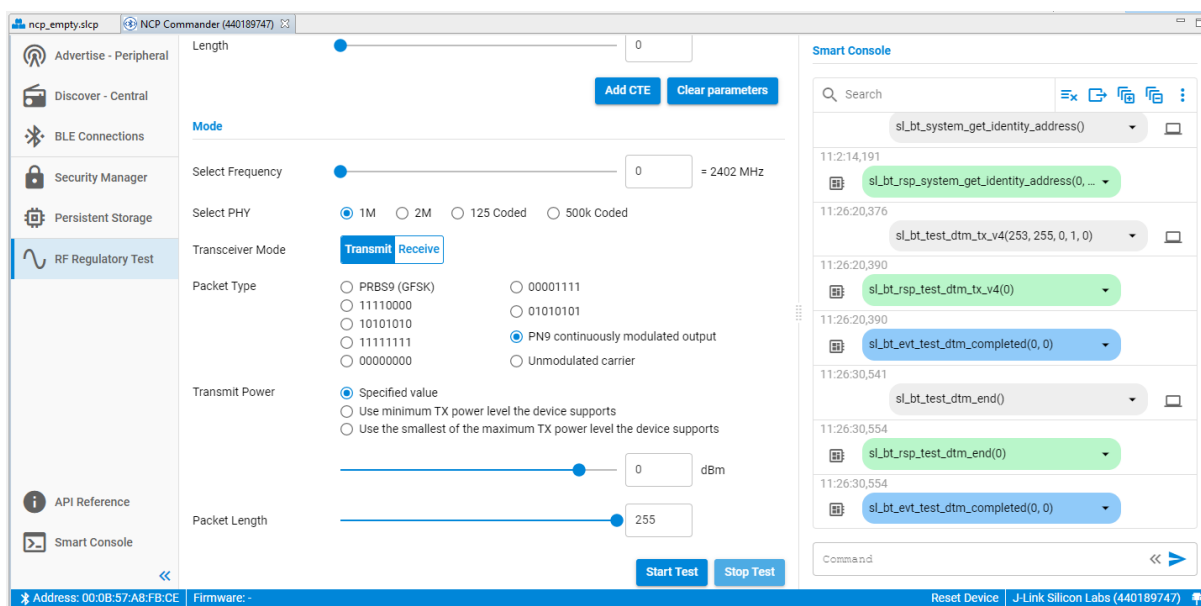 ncp_empty.slcp
NCP Commander (440189747)
Advertise - Peripheral
Discover - Central
BLE Connections
Security Manager
Persistent Storage
RF Regulatory Test
API Reference
Smart Console
Length
0
Add CTE
Clear parameters
Mode
Select Frequency
0
= 2402 MHz
Select PHY
1M
2M
125 Coded
500k Coded
Transceiver Mode
Transmit
Receive
Packet Type
PRBS9 (GFSK)
11110000
10101010
11111111
00000000
00001111
01010101
PN9 continuously modulated output
Unmodulated carrier
Transmit Power
Specified value
Use minimum TX power level the device supports
Use the smallest of the maximum TX power level the device supports
0
dBm
Packet Length
255
Start Test
Stop Test
Smart Console
Search
sl_bt_system_get_identity_address()
11:2:14,191
sl_bt_rsp_system_get_identity_address(0, ...
11:26:20,376
sl_bt_test_dtm_tx_v4(253, 255, 0, 1, 0)
11:26:20,390
sl_bt_rsp_test_dtm_tx_v4(0)
11:26:20,390
sl_bt_evt_test_dtm_completed(0, 0)
11:26:30,541
sl_bt_test_dtm_end()
11:26:30,554
sl_bt_rsp_test_dtm_end(0)
11:26:30,554
sl_bt_evt_test_dtm_completed(0, 0)
Command
Address: 00:0B:57:A8:FB:CE
Firmware: -
Reset Device
J-Link Silicon Labs (440189747)